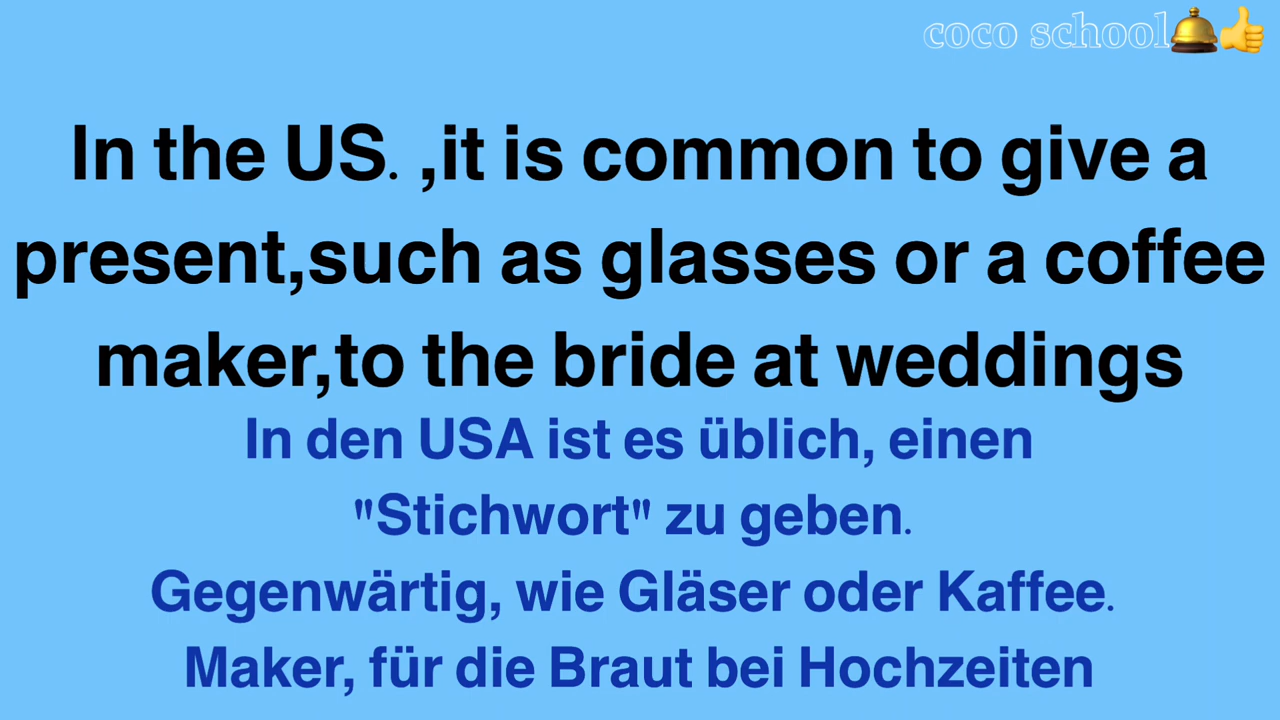 coco school🛎👍
In the US. ,it is common to give a
present,such as glasses or a coffee
maker,to the bride at weddings
In den USA ist es üblich, einen
"Stichwort" zu geben.
Gegenwärtig, wie Gläser oder Kaffee.
Maker, für die Braut bei Hochzeiten